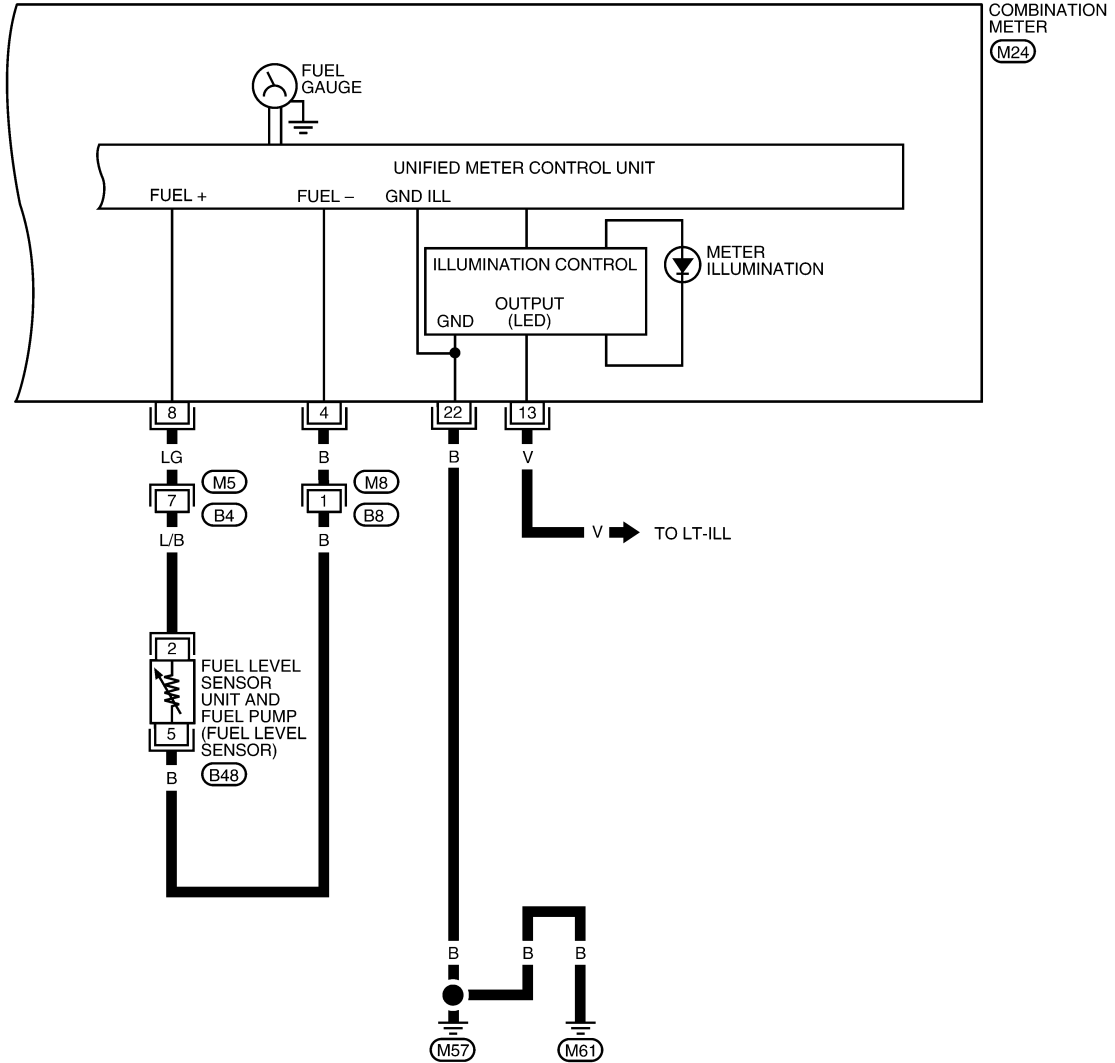 COMBINATION
METER
M24
FUEL
GAUGE
UNIFIED METER CONTROL UNIT
FUEL + FUEL – GND ILL
METER
ILLUMINATION
ILLUMINATION CONTROL
OUTPUT
(LED)
GND
8 4 22 13
LG B B V
M5 M8
7 1
B4 B8
L/B B V TO LT-ILL
2
FUEL LEVEL
SENSOR
UNIT AND
FUEL PUMP
(FUEL LEVEL
SENSOR)
5
B B48
B B B
M57 M61